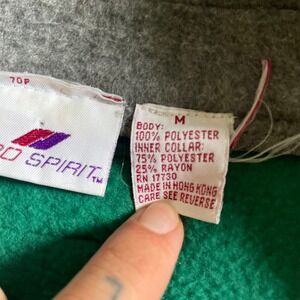 TOP
RO SPIRIT™
M
BODY:
100% POLYESTER
INNER COLLAR:
75% POLYESTER
25% RAYON
RN 17730
MADE IN HONG KONG
CARE SEE REVERSE